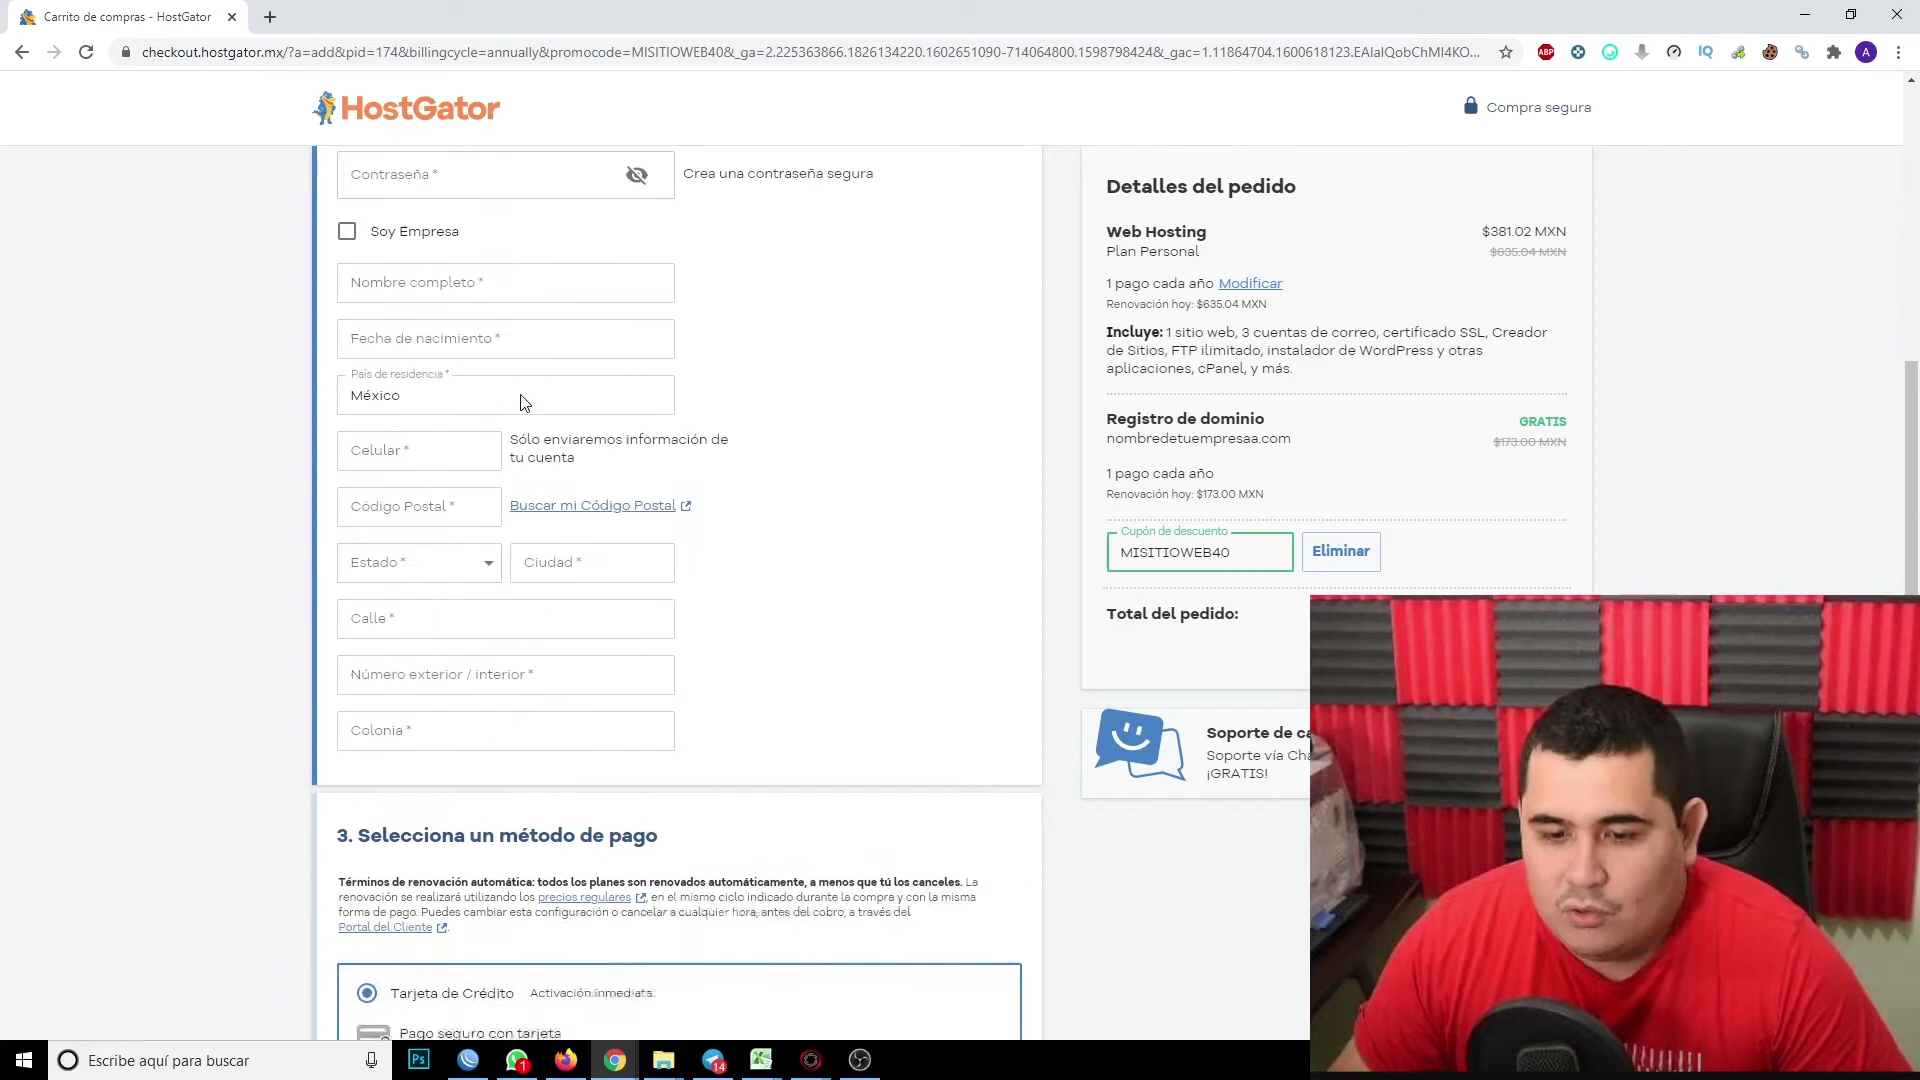 Carrito de compras - HostGator
checkout.hostgator.mx/?a=add&pid=174&billingcycle=annually&promocode=MISITIOWEB40&_ga=2.225363866.1826134220.1602651090-714064800.1598798424&_gac=1.11864704.1600618123.EAIaIQobChMI4KO...
ABP
IQ
A
HostGator
Compra segura
Contraseña *
Crea una contraseña segura
Soy Empresa
Nombre completo *
Fecha de nacimiento *
País de residencia *
México
Celular *
Sólo enviaremos información de
tu cuenta
Código Postal *
Buscar mi Código Postal
Estado *
Ciudad *
Calle *
Número exterior / interior *
Colonia *
3. Selecciona un método de pago
Términos de renovación automática: todos los planes son renovados automáticamente, a menos que tú los canceles. La
renovación se realizará utilizando los precios regulares , en el mismo ciclo indicado durante la compra y con la misma
forma de pago. Puedes cambiar esta configuración o cancelar a cualquier hora, antes del cobro, a través del
Portal del Cliente .
Tarjeta de Crédito Activación inmediata
Pago seguro con tarjeta
Detalles del pedido
Web Hosting $381.02 MXN
Plan Personal $635.04 MXN
1 pago cada año Modificar
Renovación hoy: $635.04 MXN
Incluye: 1 sitio web, 3 cuentas de correo, certificado SSL, Creador
de Sitios, FTP ilimitado, instalador de WordPress y otras
aplicaciones, cPanel, y más.
Registro de dominio GRATIS
nombredetuempresaa.com $173.00 MXN
1 pago cada año
Renovación hoy: $173.00 MXN
Cupón de descuento
MISITIOWEB40 Eliminar
Total del pedido:
Soporte de ca
Soporte vía Cha
¡GRATIS!
Escribe aquí para buscar
Ps
1
14